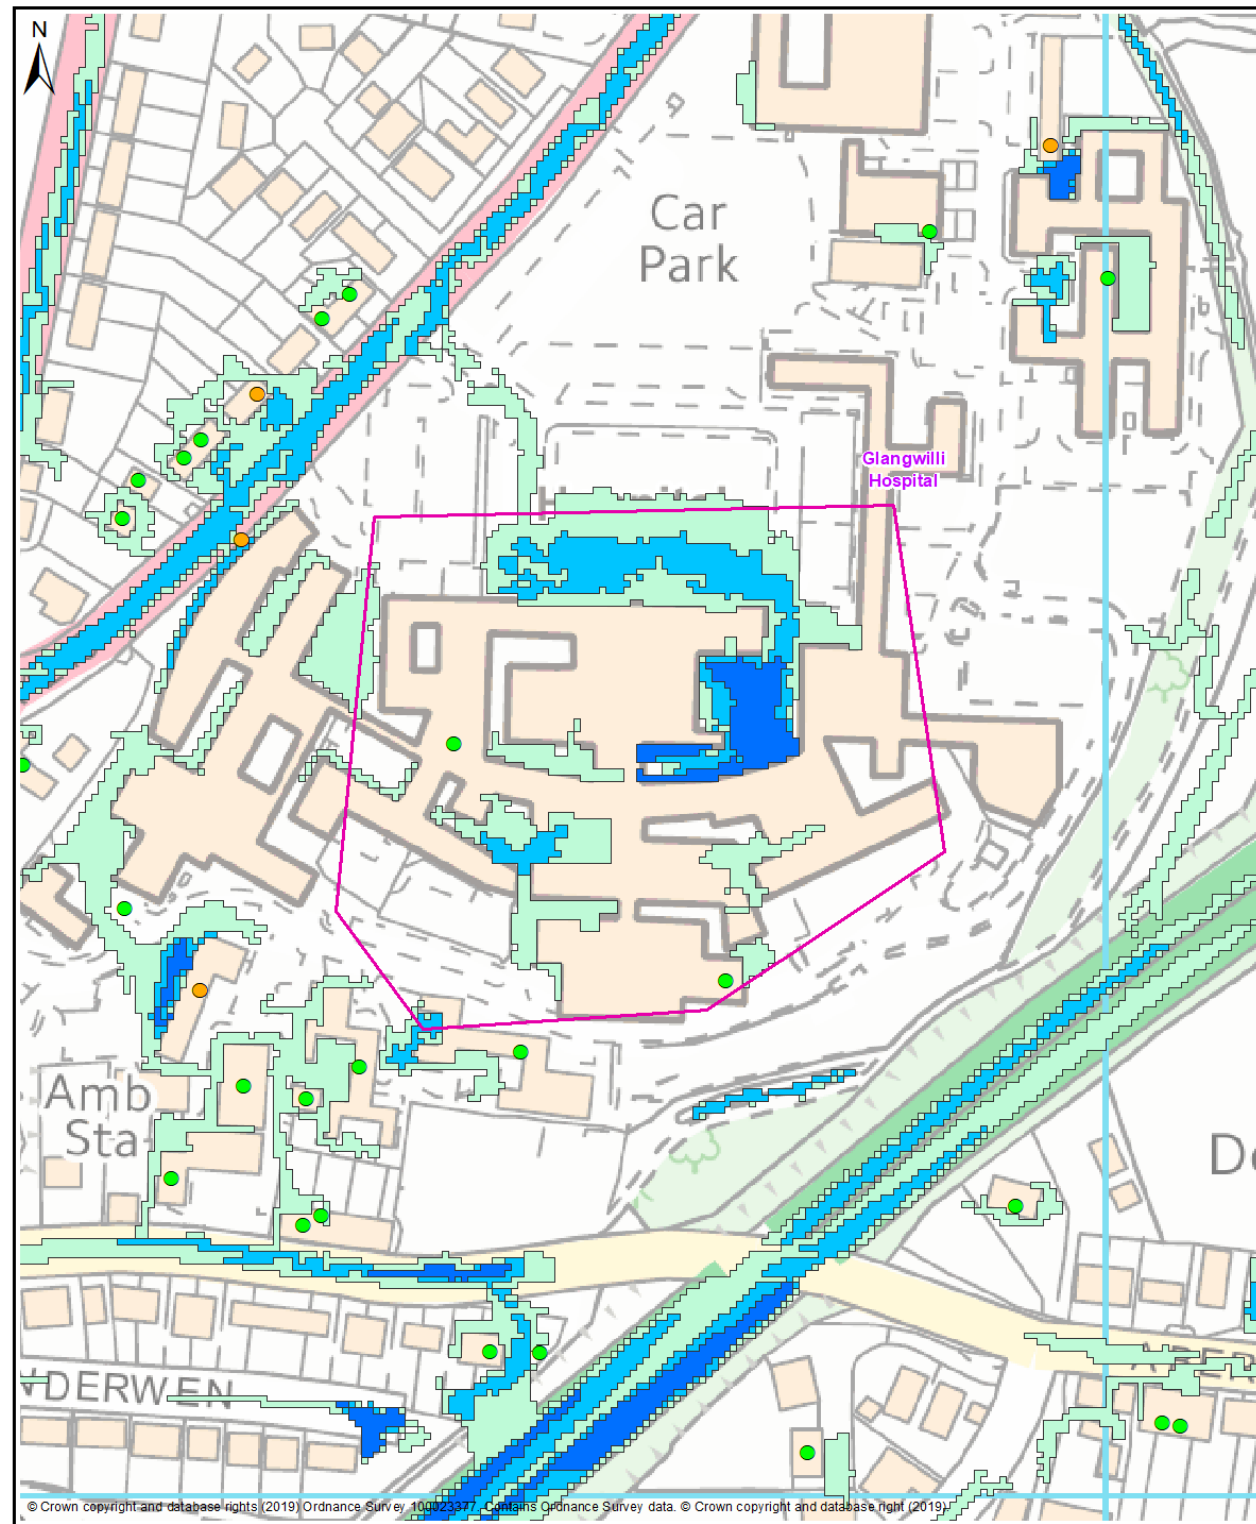 N
Car
Park
Glangwilli
Hospital
Amb
Sta
DERWEN
© Crown copyright and database rights (2019) Ordnance Survey 100023377. Contains Ordnance Survey data. © Crown copyright and database right (2019).